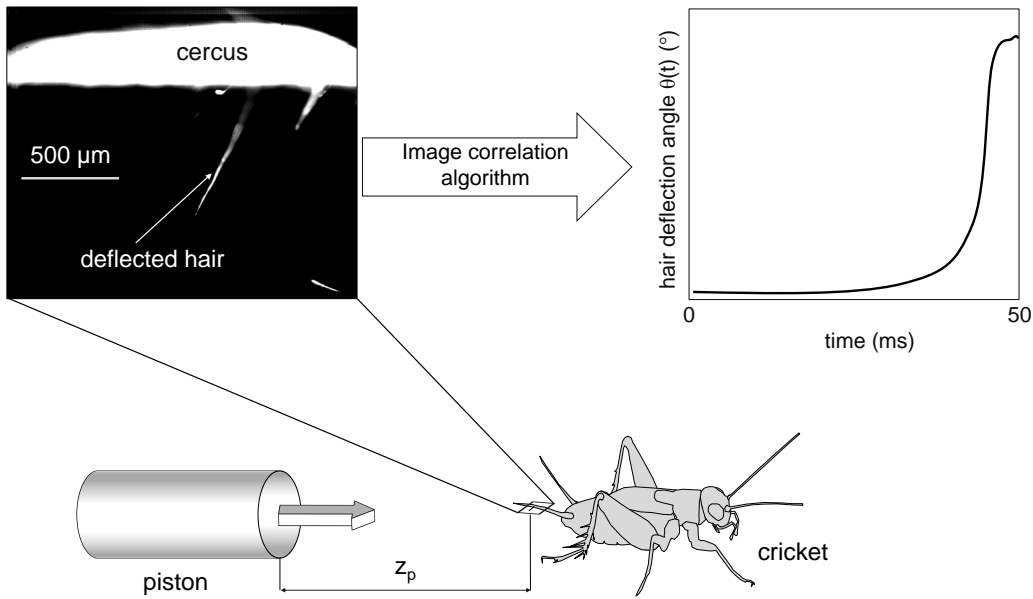 cercus
500 µm
deflected hair
Image correlation
algorithm
hair deflection angle θ(t) (°)
0
50
time (ms)
piston
z_p
cricket